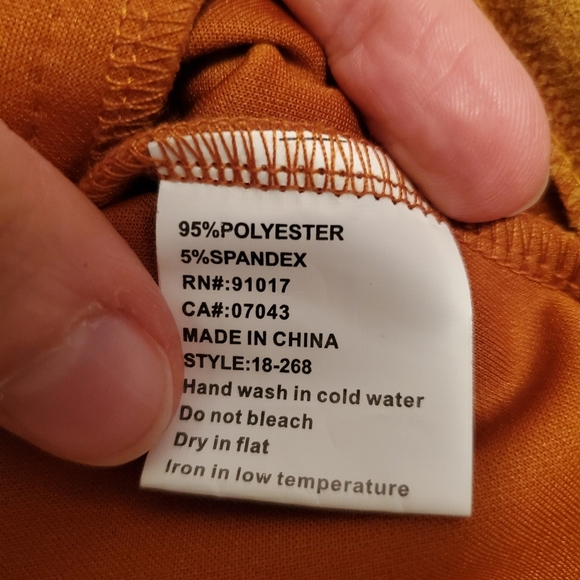 95%POLYESTER
5%SPANDEX
RN#:91017
CA#:07043
MADE IN CHINA
STYLE:18-268
Hand wash in cold water
Do not bleach
Dry in flat
Iron in low temperature